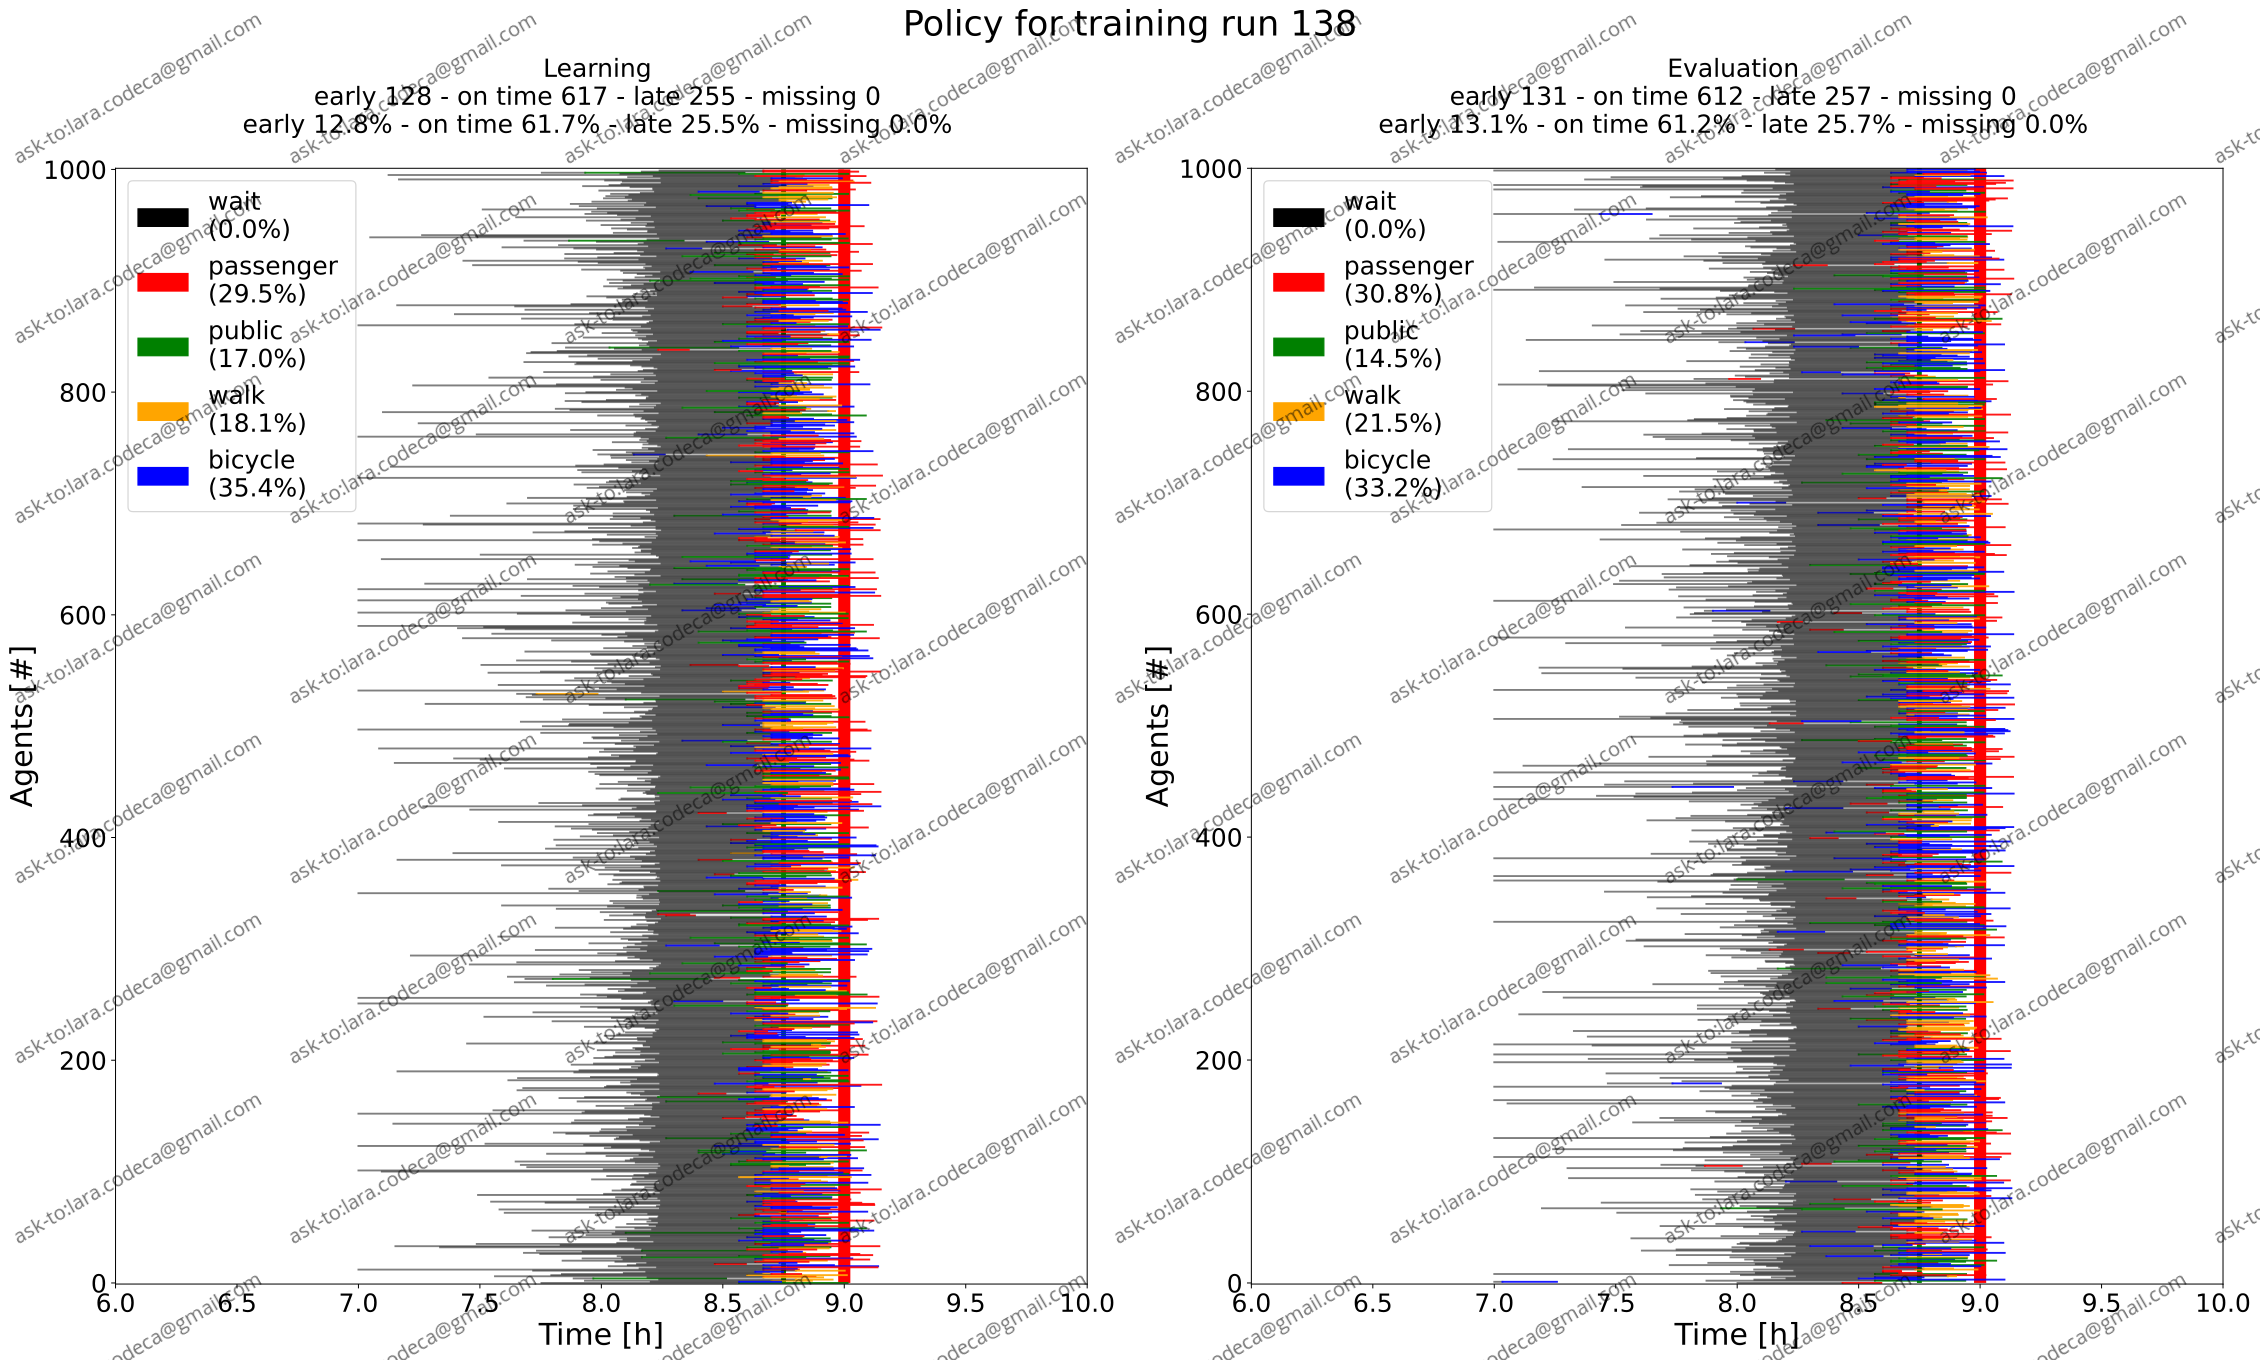 Policy for training run 138
Learning
early 128 - on time 617 - late 255 - missing 0
early 12.8% - on time 61.7% - late 25.5% - missing 0.0%
1000
800
600
400
200
0
Agents [#]
wait
(0.0%)
passenger
(29.5%)
public
(17.0%)
walk
(18.1%)
bicycle
(35.4%)
6.0 6.5 7.0 7.5 8.0 8.5 9.0 9.5 10.0
Time [h]
Evaluation
early 131 - on time 612 - late 257 - missing 0
early 13.1% - on time 61.2% - late 25.7% - missing 0.0%
1000
800
600
400
200
0
Agents [#]
wait
(0.0%)
passenger
(30.8%)
public
(14.5%)
walk
(21.5%)
bicycle
(33.2%)
6.0 6.5 7.0 7.5 8.0 8.5 9.0 9.5 10.0
Time [h]
ask-to:lara.codeca@gmail.com